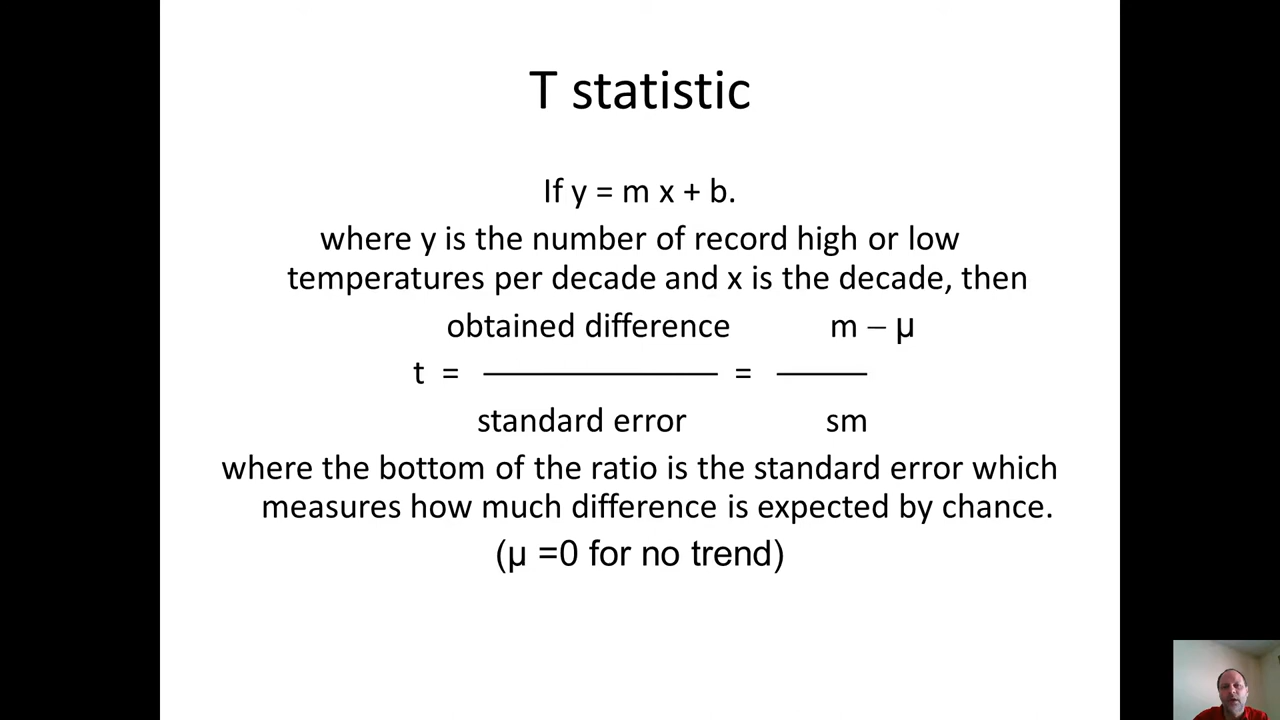 T statistic
If y = m x + b.
where y is the number of record high or low
temperatures per decade and x is the decade, then
obtained difference m – µ
t = ―――――― = ―――
standard error sm
where the bottom of the ratio is the standard error which
measures how much difference is expected by chance.
(µ =0 for no trend)